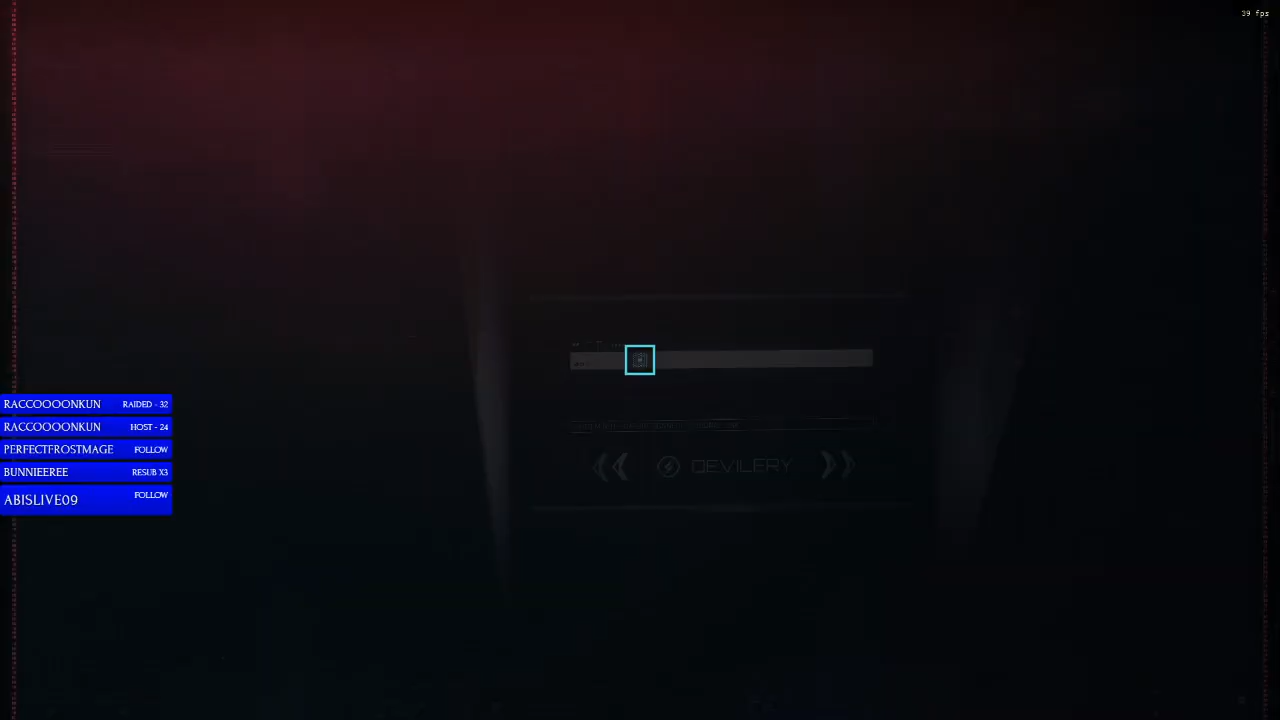 39 fps
RACCOOOONKUN RAIDED - 32
RACCOOOONKUN HOST - 24
PERFECTFROSTMAGE FOLLOW
BUNNIEEREE RESUB X3
ABISLIVE09 FOLLOW
DEVILERY